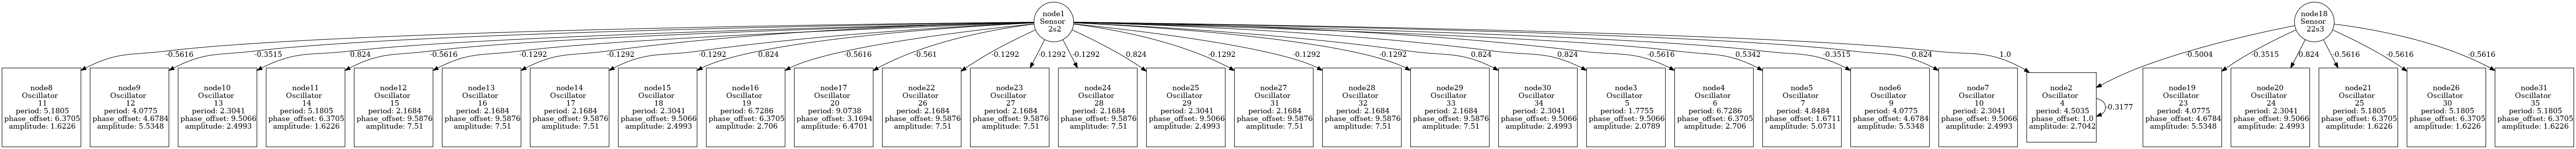 node1
Sensor
2s2
node18
Sensor
22s3
-0.5616
-0.3515
0.824
-0.5616
-0.1292
-0.1292
-0.1292
0.824
-0.5616
-0.561
-0.1292
-0.1292
-0.1292
0.824
-0.1292
-0.1292
-0.1292
0.824
0.824
-0.5616
0.5342
-0.3515
0.824
1.0
-0.5004
-0.3515
0.824
-0.5616
-0.5616
-0.5616
node8
Oscillator
11
period: 5.1805
phase_offset: 6.3705
amplitude: 1.6226
node9
Oscillator
12
period: 4.0775
phase_offset: 4.6784
amplitude: 5.5348
node10
Oscillator
13
period: 2.3041
phase_offset: 9.5066
amplitude: 2.4993
node11
Oscillator
14
period: 5.1805
phase_offset: 6.3705
amplitude: 1.6226
node12
Oscillator
15
period: 2.1684
phase_offset: 9.5876
amplitude: 7.51
node13
Oscillator
16
period: 2.1684
phase_offset: 9.5876
amplitude: 7.51
node14
Oscillator
17
period: 2.1684
phase_offset: 9.5876
amplitude: 7.51
node15
Oscillator
18
period: 2.3041
phase_offset: 9.5066
amplitude: 2.4993
node16
Oscillator
19
period: 6.7286
phase_offset: 6.3705
amplitude: 2.706
node17
Oscillator
20
period: 9.0738
phase_offset: 3.1694
amplitude: 6.4701
node22
Oscillator
26
period: 2.1684
phase_offset: 9.5876
amplitude: 7.51
node23
Oscillator
27
period: 2.1684
phase_offset: 9.5876
amplitude: 7.51
node24
Oscillator
28
period: 2.1684
phase_offset: 9.5876
amplitude: 7.51
node25
Oscillator
29
period: 2.3041
phase_offset: 9.5066
amplitude: 2.4993
node27
Oscillator
31
period: 2.1684
phase_offset: 9.5876
amplitude: 7.51
node28
Oscillator
32
period: 2.1684
phase_offset: 9.5876
amplitude: 7.51
node29
Oscillator
33
period: 2.1684
phase_offset: 9.5876
amplitude: 7.51
node30
Oscillator
34
period: 2.3041
phase_offset: 9.5066
amplitude: 2.4993
node3
Oscillator
5
period: 1.7755
phase_offset: 9.5066
amplitude: 2.0789
node4
Oscillator
6
period: 6.7286
phase_offset: 6.3705
amplitude: 2.706
node5
Oscillator
7
period: 4.8484
phase_offset: 1.6711
amplitude: 5.0731
node6
Oscillator
9
period: 4.0775
phase_offset: 4.6784
amplitude: 5.5348
node7
Oscillator
10
period: 2.3041
phase_offset: 9.5066
amplitude: 2.4993
node2
Oscillator
4
period: 4.5035
phase_offset: 1.0
amplitude: 2.7042
-0.3177
node19
Oscillator
23
period: 4.0775
phase_offset: 4.6784
amplitude: 5.5348
node20
Oscillator
24
period: 2.3041
phase_offset: 9.5066
amplitude: 2.4993
node21
Oscillator
25
period: 5.1805
phase_offset: 6.3705
amplitude: 1.6226
node26
Oscillator
30
period: 5.1805
phase_offset: 6.3705
amplitude: 1.6226
node31
Oscillator
35
period: 5.1805
phase_offset: 6.3705
amplitude: 1.6226